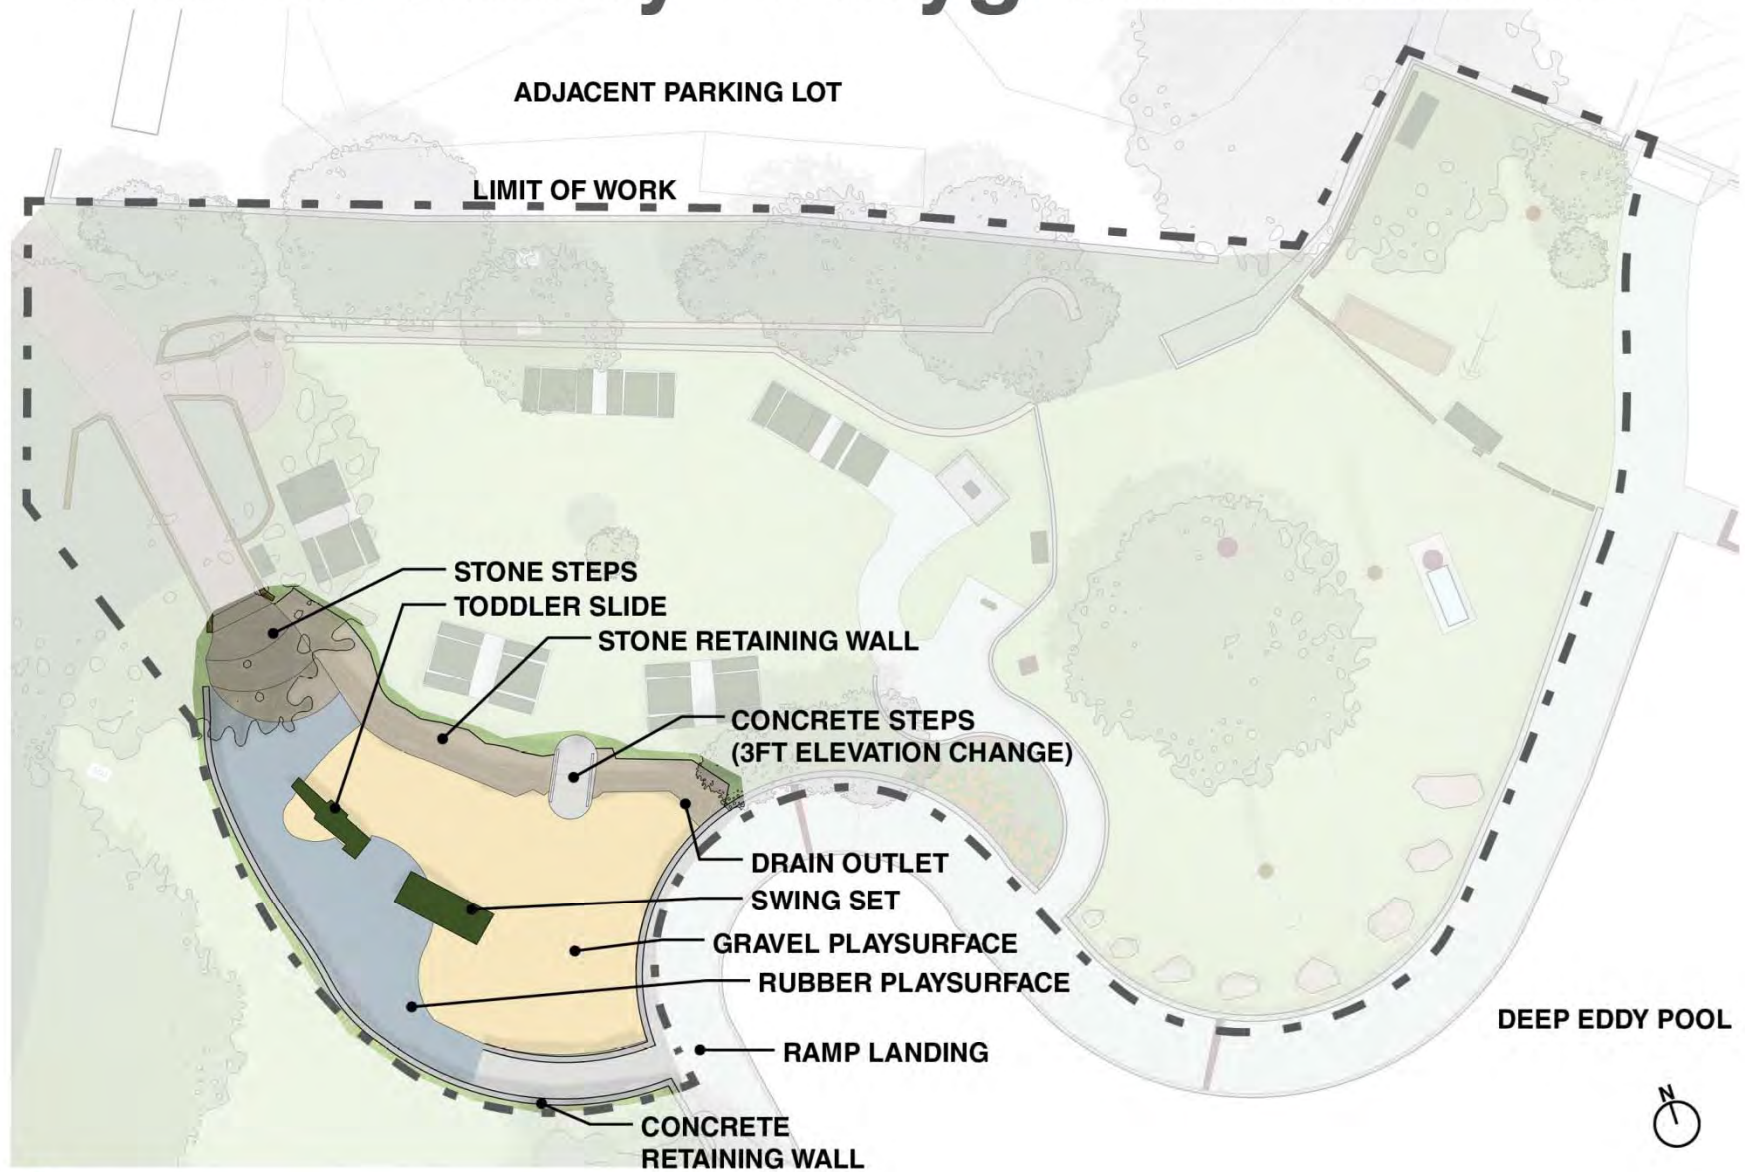 ADJACENT PARKING LOT
LIMIT OF WORK
STONE STEPS
TODDLER SLIDE
STONE RETAINING WALL
CONCRETE STEPS
(3FT ELEVATION CHANGE)
DRAIN OUTLET
SWING SET
GRAVEL PLAYSURFACE
RUBBER PLAYSURFACE
DEEP EDDY POOL
RAMP LANDING
N
CONCRETE
RETAINING WALL